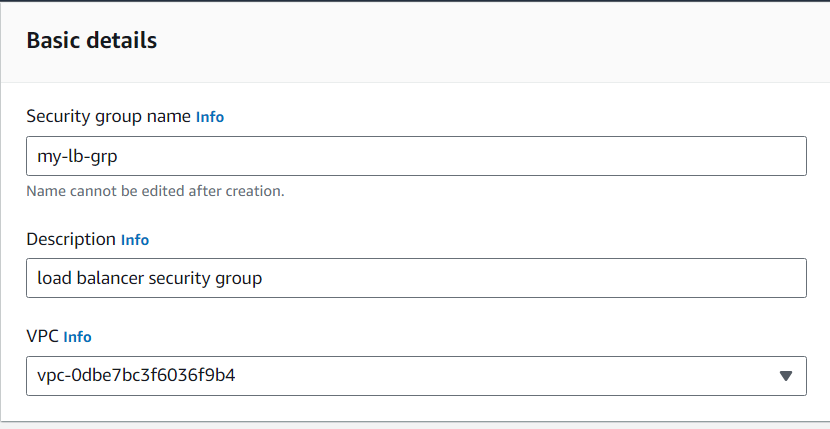 Basic details
Security group name Info
my-lb-grp
Name cannot be edited after creation.
Description Info
load balancer security group
VPC Info
vpc-0dbe7bc3f6036f9b4